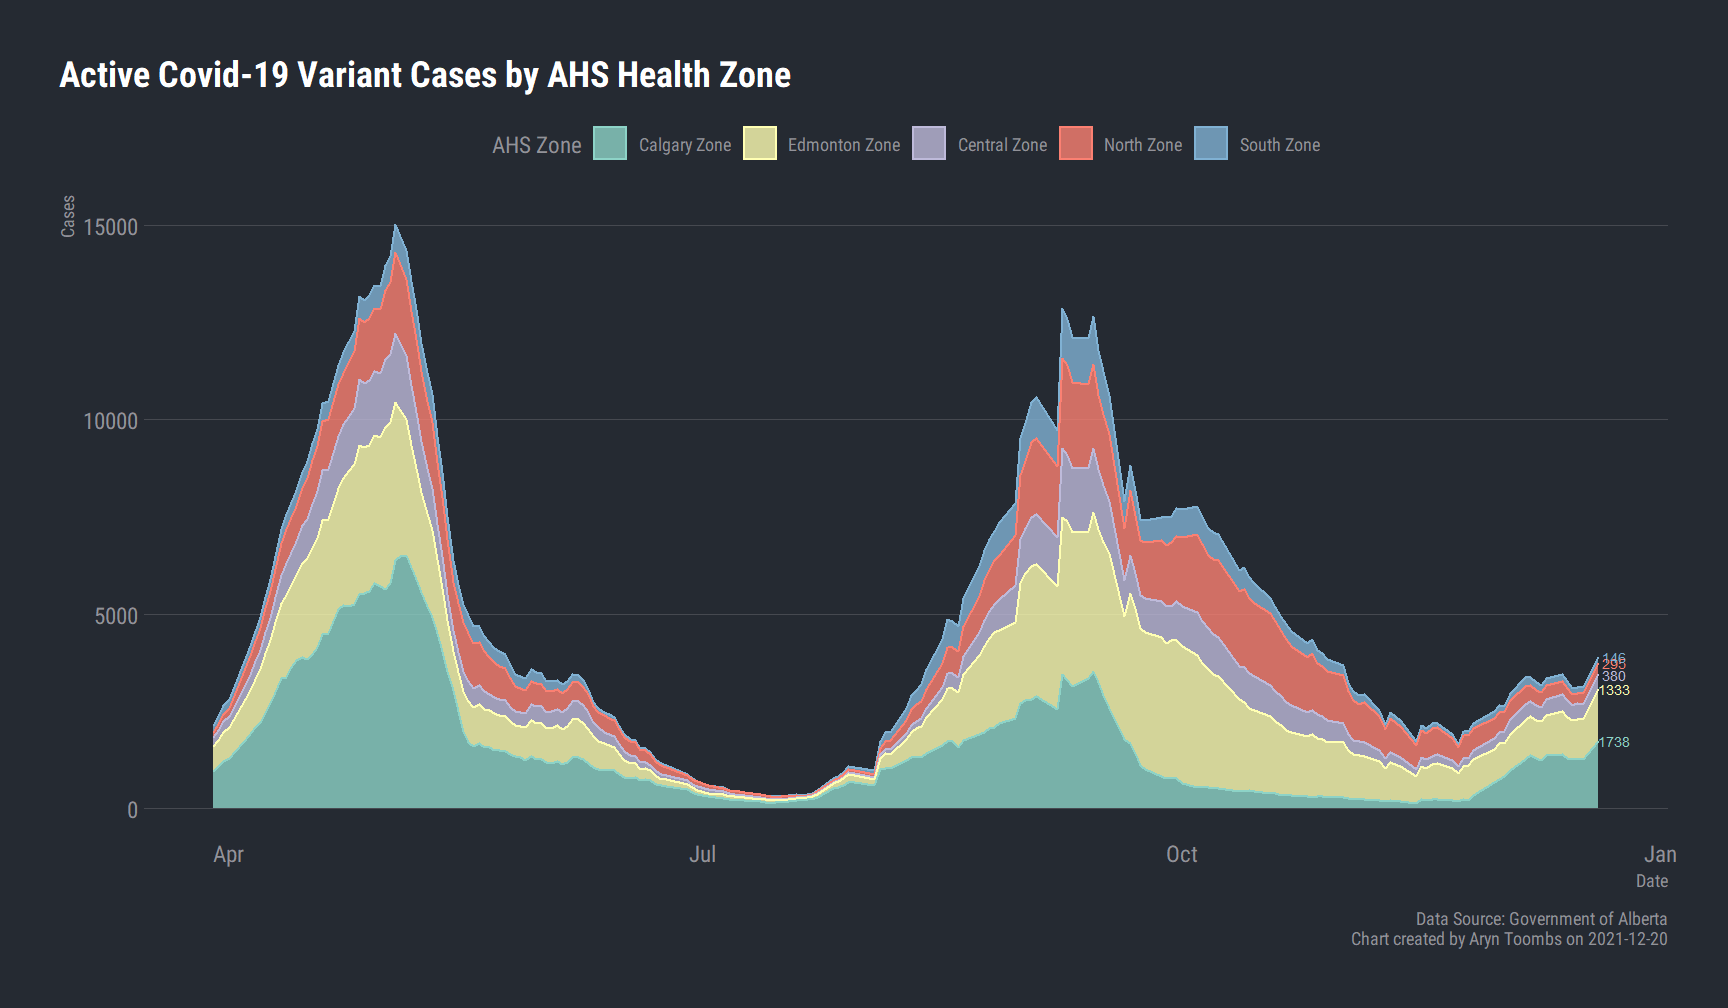 Active Covid-19 Variant Cases by AHS Health Zone
AHS Zone Calgary Zone Edmonton Zone Central Zone North Zone South Zone
Cases
15000
10000
5000
0
146
295
380
1333
1738
Apr Jul Oct Jan
Date
Data Source: Government of Alberta
Chart created by Aryn Toombs on 2021-12-20